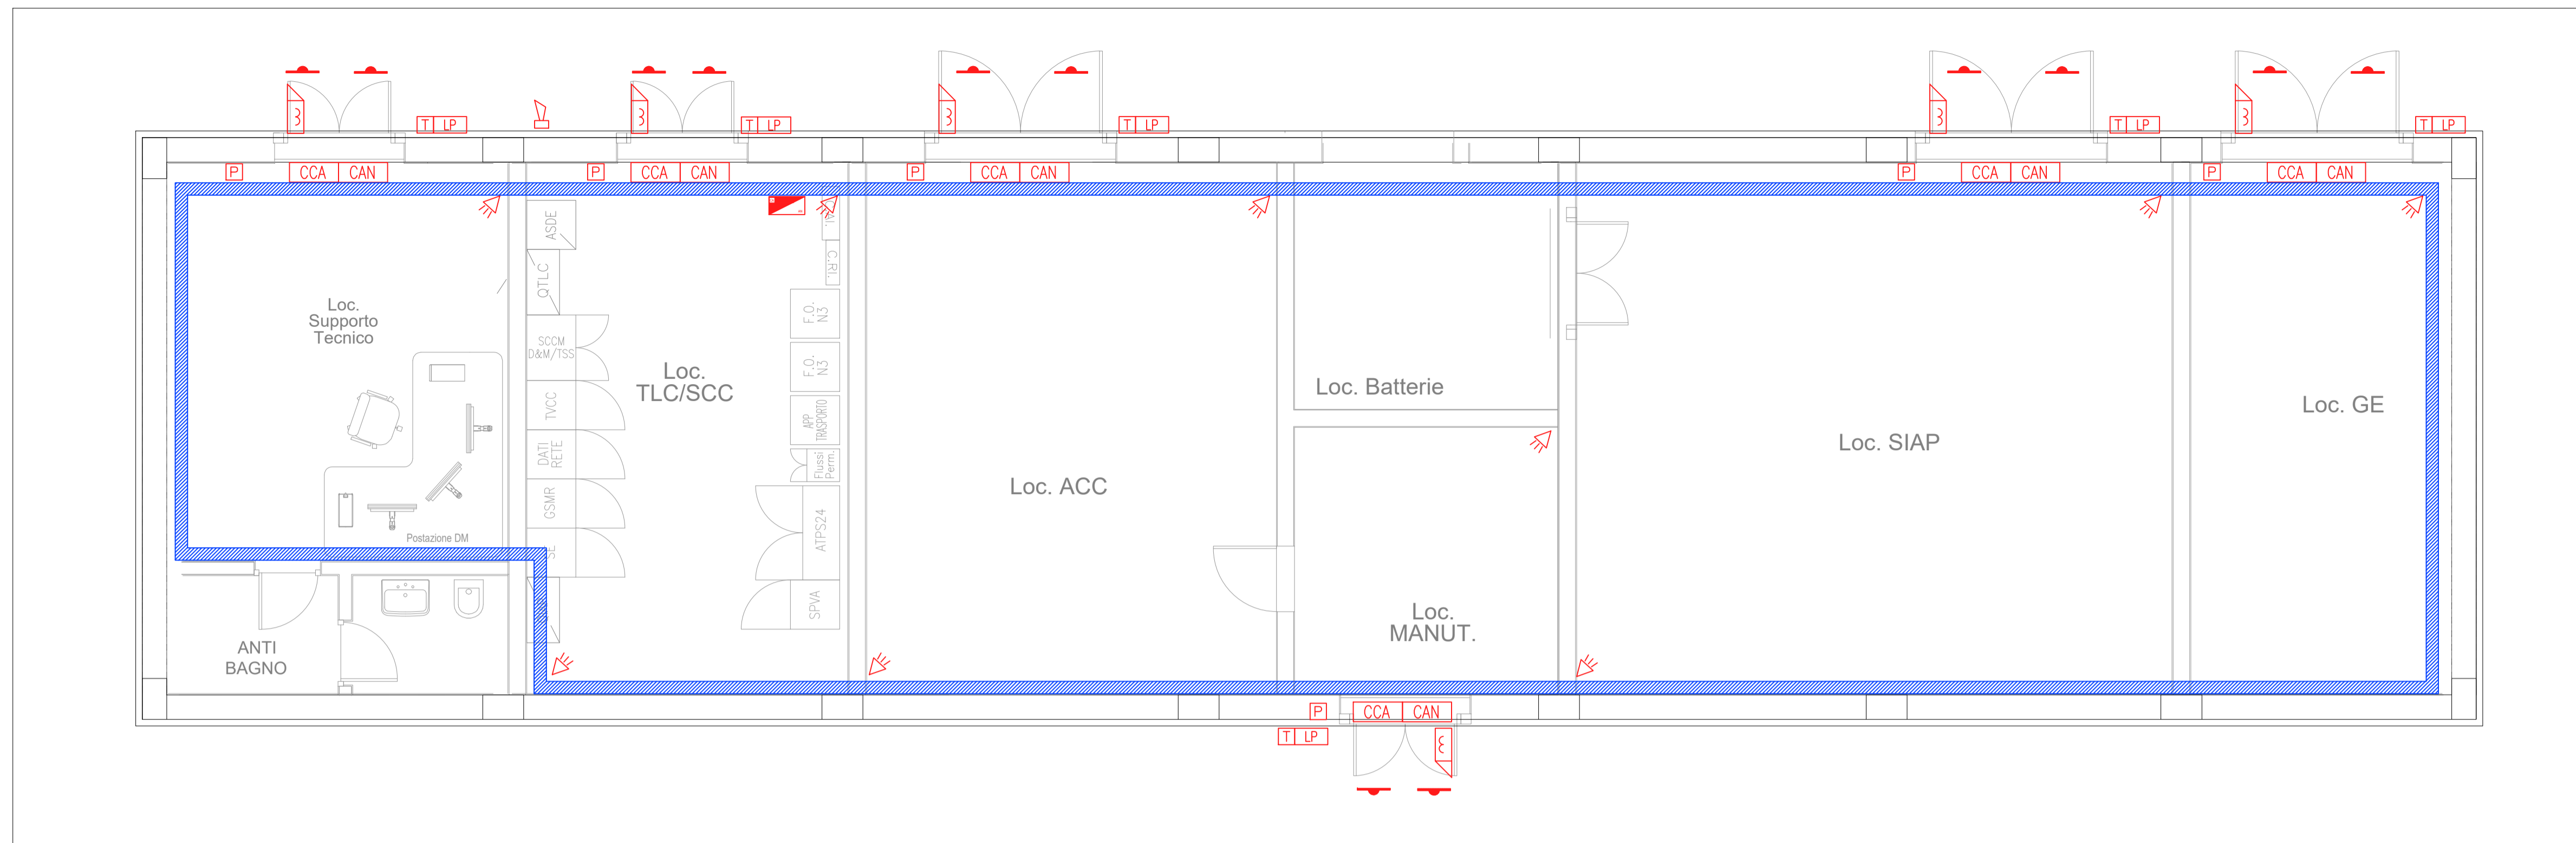 T LP
T LP
T LP
T LP
T LP
P
CCA CAN
P
CCA CAN
P
CCA CAN
P
CCA CAN
P
CCA CAN
Loc.
Supporto
Tecnico
Postazione DM
ANTI
BAGNO
ASDE
QTLC
SCCM
D&M/TSS
TVCC
DATI
RETE
GSMR
SE
Loc.
TLC/SCC
C.RI.
F.O.
N3
F.O.
N3
APP
TRASPORTO
Flussi
Perm.
ATPS24
SPVA
Loc. ACC
Loc. Batterie
Loc.
MANUT.
Loc. SIAP
Loc. GE
P
CCA CAN
T LP